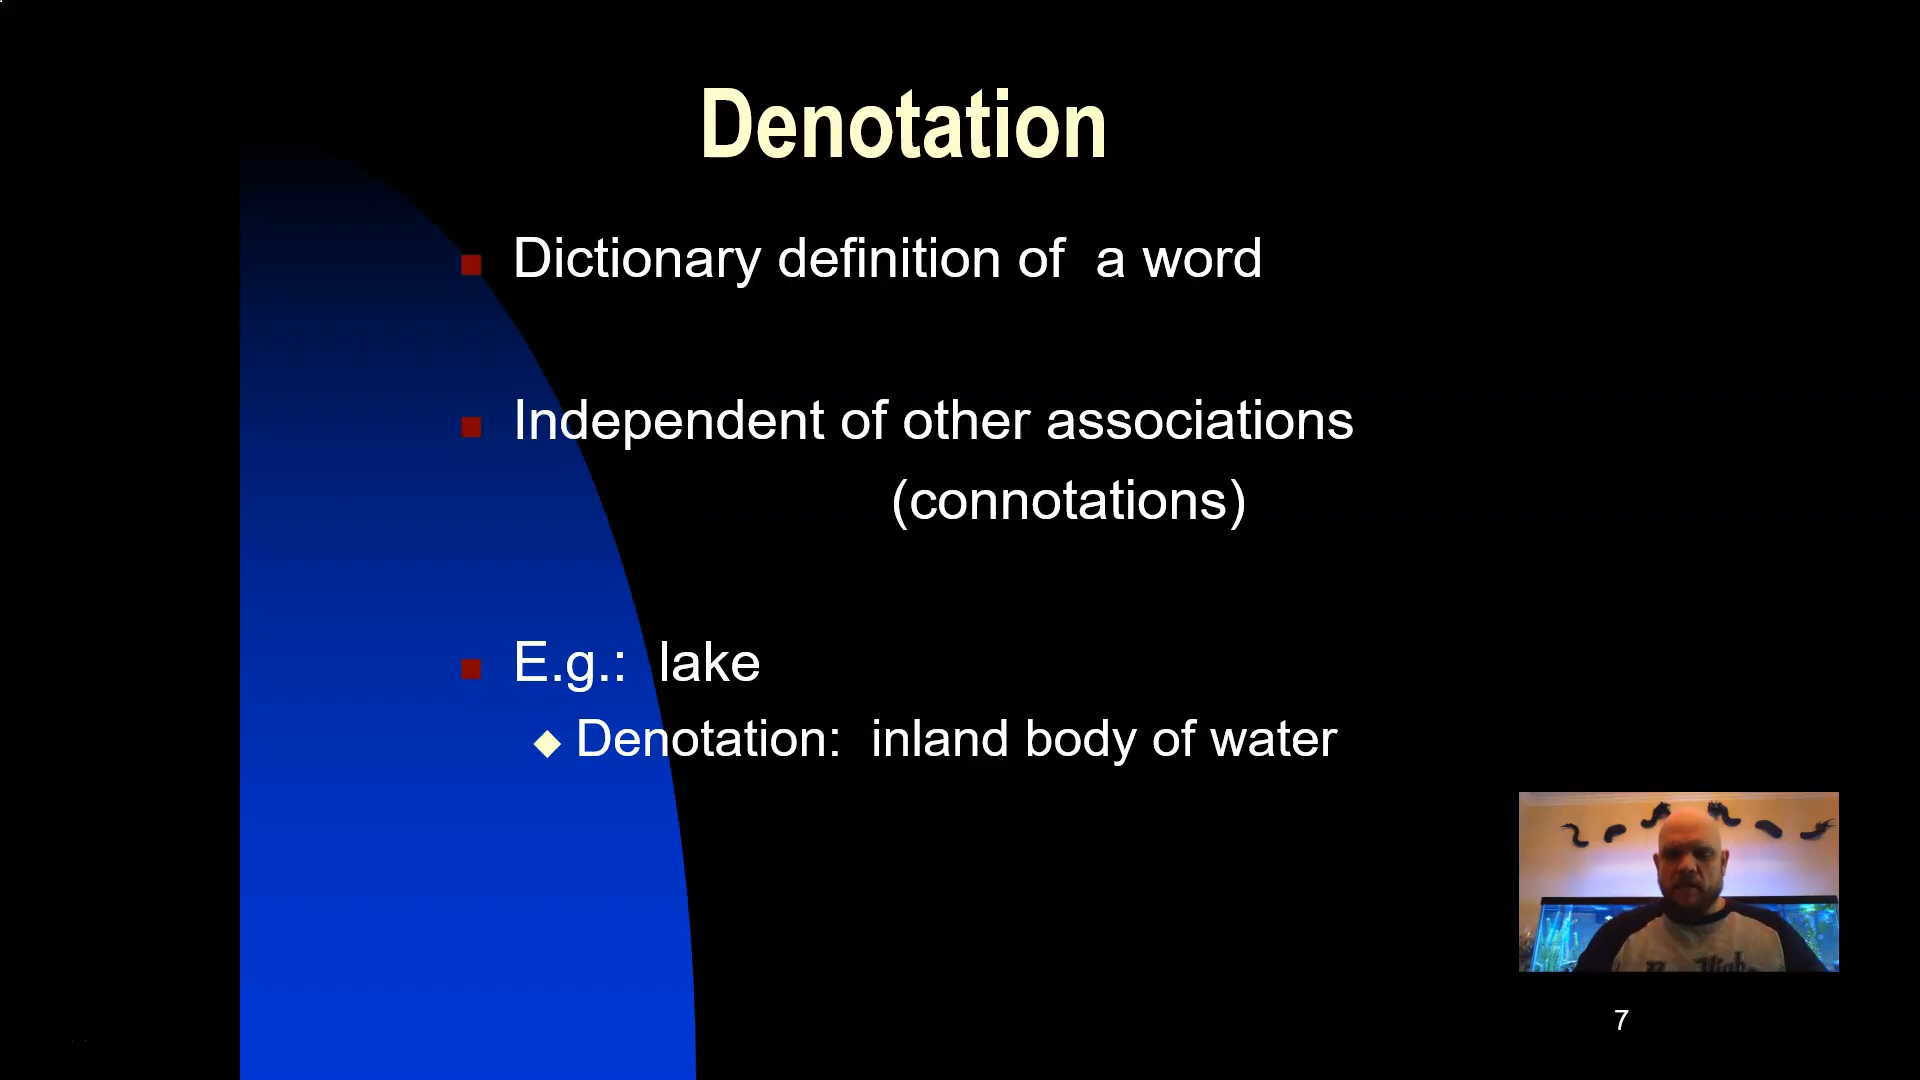 Denotation
Dictionary definition of a word
Independent of other associations
(connotations)
E.g.: lake
Denotation: inland body of water
7